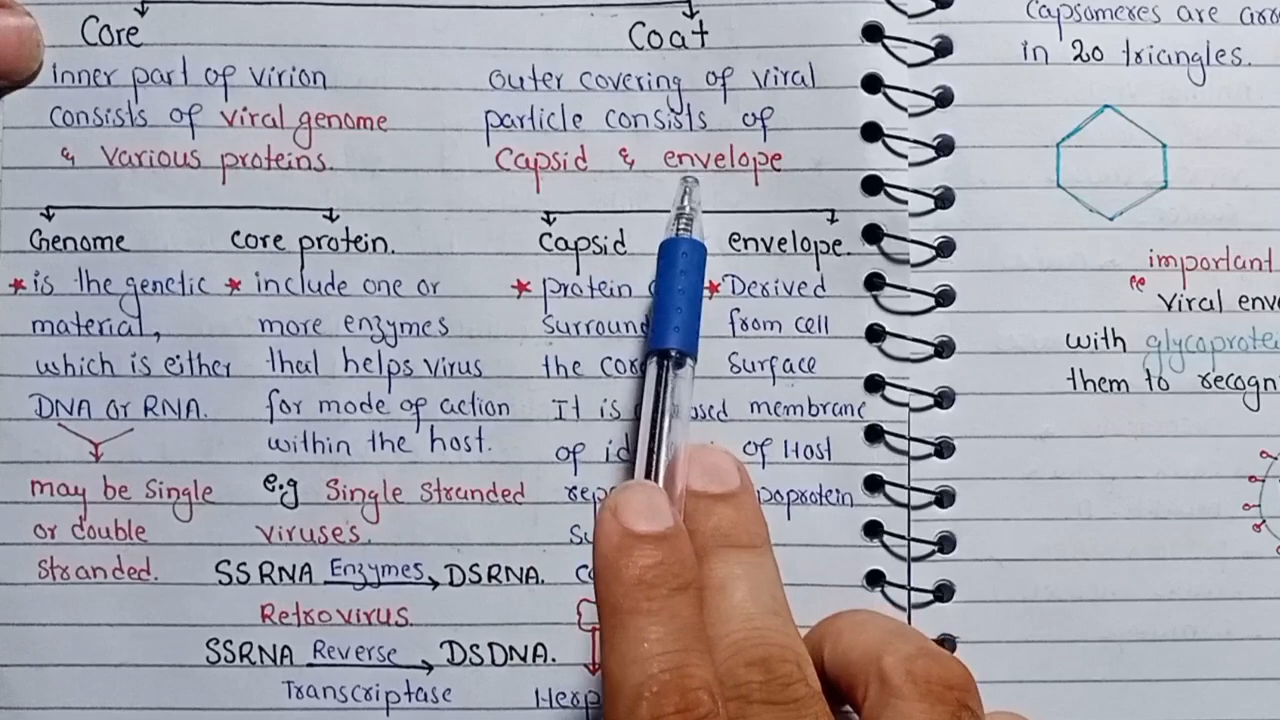 Core
inner part of virion
consists of viral genome
& various proteins.
Coat
outer covering of viral
particle consists of
Capsid & envelope
Genome
* is the genetic
material,
which is either
DNA or RNA.
may be Single
or double
Stranded.
core protein.
* include one or
more enzymes
that helps virus
for mode of action
within the host.
e.g Single Stranded
viruses.
SSRNA Enzymes DSRNA.
Retrovirus.
SSRNA Reverse DSDNA.
Transcriptase
Capsid
* protein
Surround
the
It is
of
envelope.
* Derived
from cell
Surface
membrane
of Host
Capsomeres are
in 20 triangles.
important
Viral
with
them to